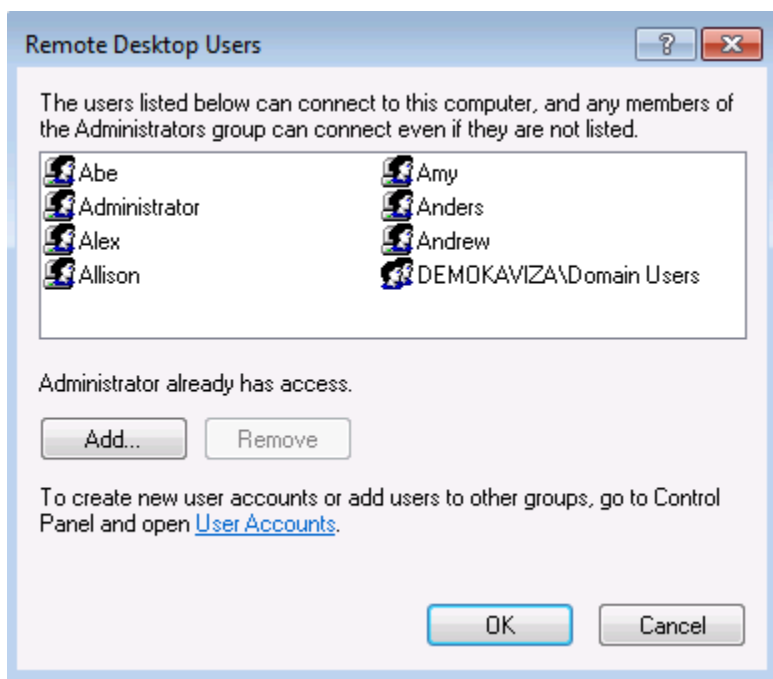 Remote Desktop Users
The users listed below can connect to this computer, and any members of
the Administrators group can connect even if they are not listed.
Abe
Administrator
Alex
Allison
Amy
Anders
Andrew
DEMOKAVIZA\Domain Users
Administrator already has access.
Add...
Remove
To create new user accounts or add users to other groups, go to Control
Panel and open User Accounts.
OK
Cancel